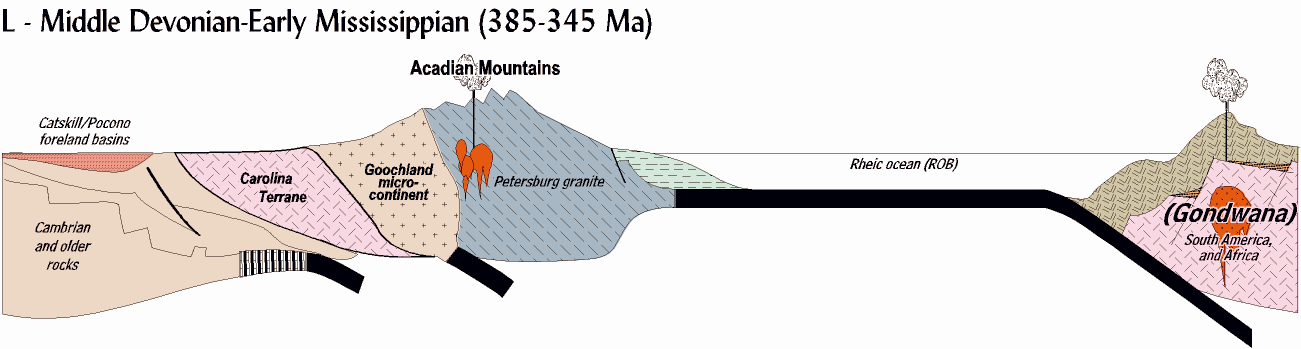 L - Middle Devonian-Early Mississippian (385-345 Ma)
Acadian Mountains
Catskill/Pocono
foreland basins
Carolina
Terrane
Goochland
micro-
continent
Petersburg granite
Rheic ocean (ROB)
Cambrian
and older
rocks
(Gondwana)
South America,
and Africa